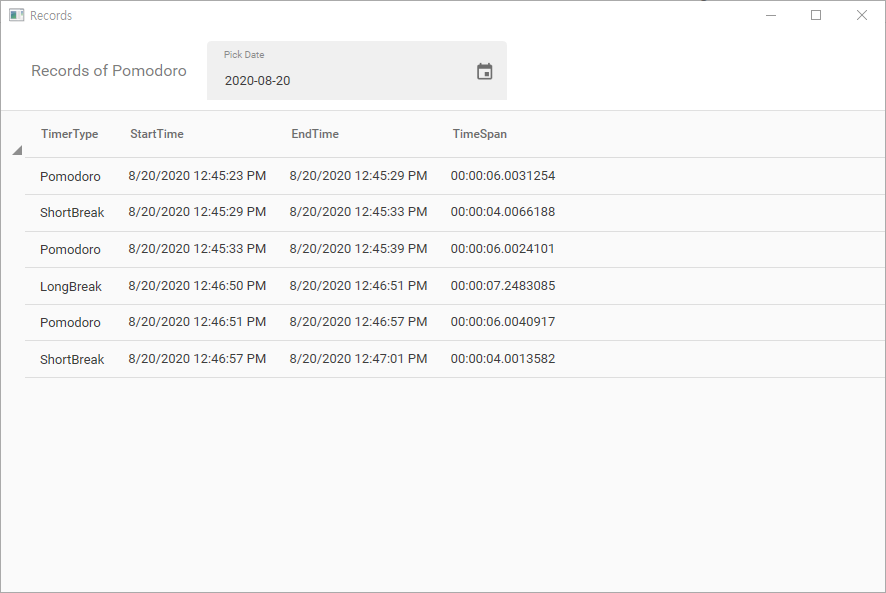 Records
Records of Pomodoro
Pick Date
2020-08-20
TimerType StartTime EndTime TimeSpan
Pomodoro 8/20/2020 12:45:23 PM 8/20/2020 12:45:29 PM 00:00:06.0031254
ShortBreak 8/20/2020 12:45:29 PM 8/20/2020 12:45:33 PM 00:00:04.0066188
Pomodoro 8/20/2020 12:45:33 PM 8/20/2020 12:45:39 PM 00:00:06.0024101
LongBreak 8/20/2020 12:46:50 PM 8/20/2020 12:46:51 PM 00:00:07.2483085
Pomodoro 8/20/2020 12:46:51 PM 8/20/2020 12:46:57 PM 00:00:06.0040917
ShortBreak 8/20/2020 12:46:57 PM 8/20/2020 12:47:01 PM 00:00:04.0013582